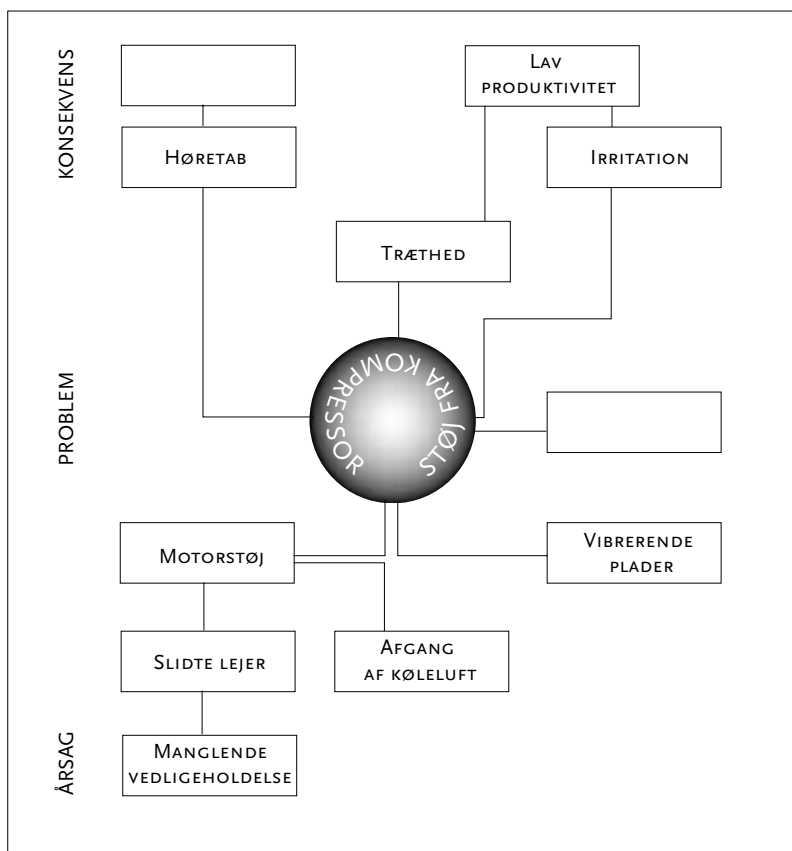 KONSEKVENS
LAV
PRODUKTIVITET
HØRETAB
IRRITATION
TRÆTHED
PROBLEM
STØJ FRA KOMPRESSOR
MOTORSTØJ
VIBRERENDE
PLADER
SLIDTE LEJER
AFGANG
AF KØLELUFT
ÅRSAG
MANGLENDE
VEDLIGEHOLDELSE